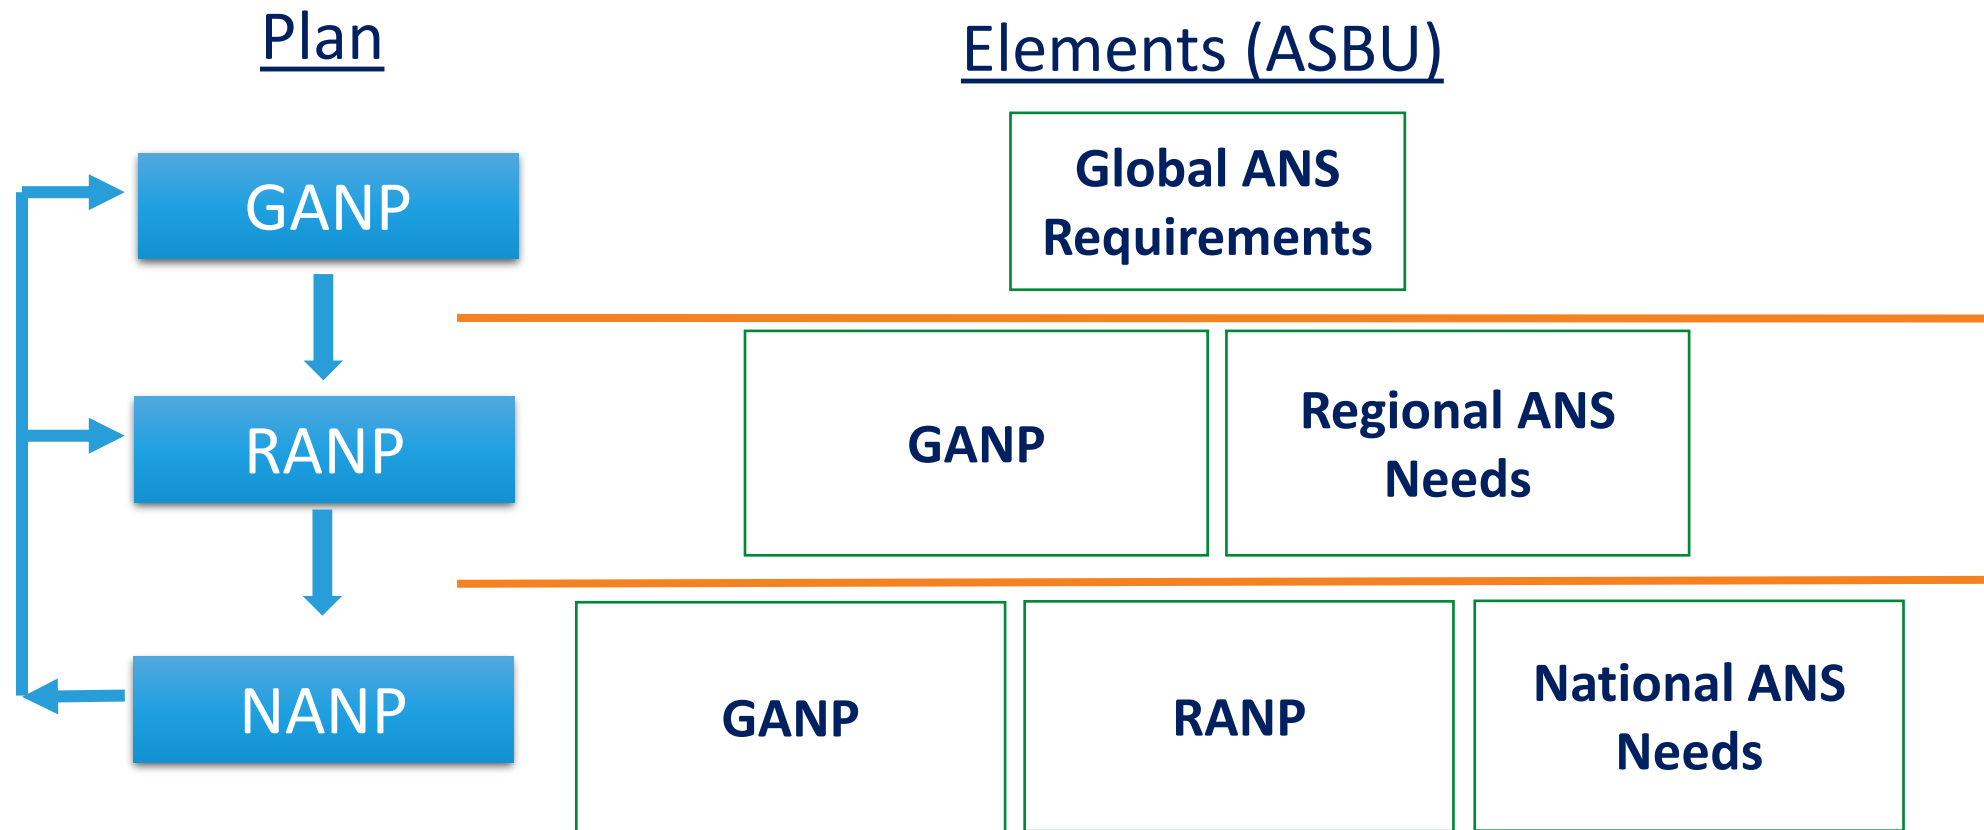 Plan
Elements (ASBU)
GANP
Global ANS
Requirements
RANP
GANP
Regional ANS
Needs
NANP
GANP
RANP
National ANS
Needs